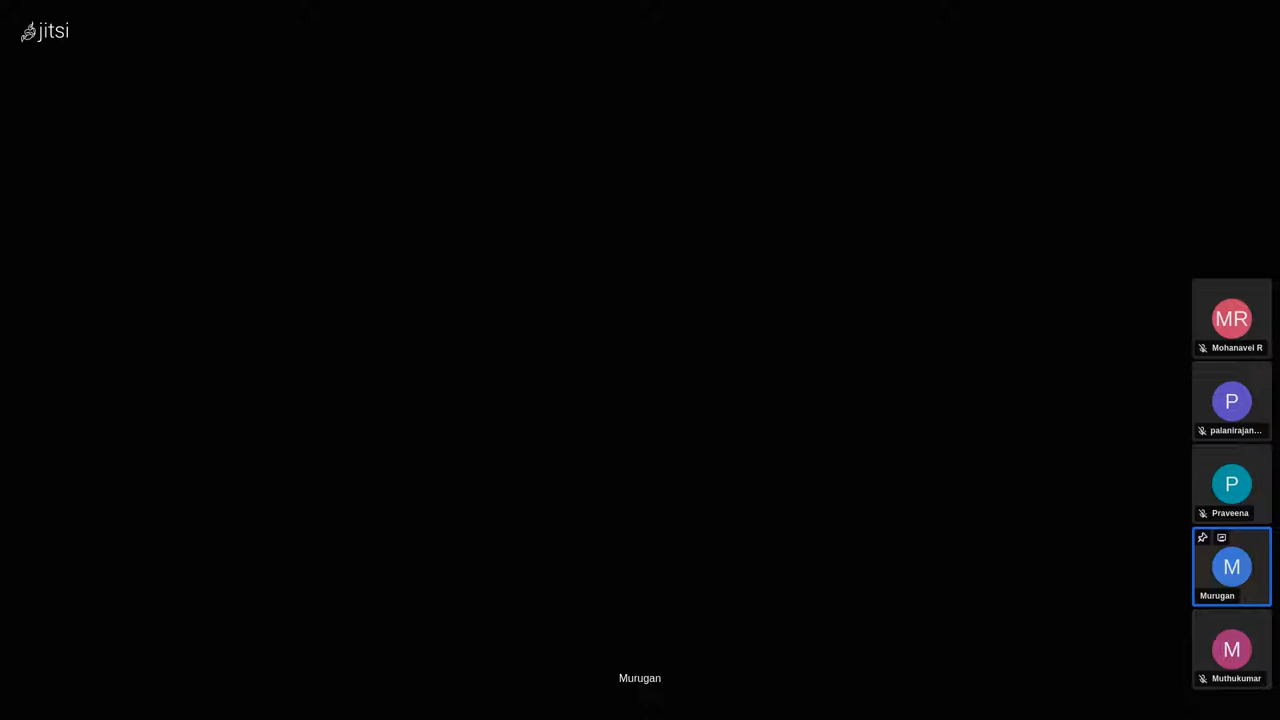 jitsi
MR
Mohanavel R
P
palanirajan...
P
Praveena
M
Murugan
M
Muthukumar
Murugan